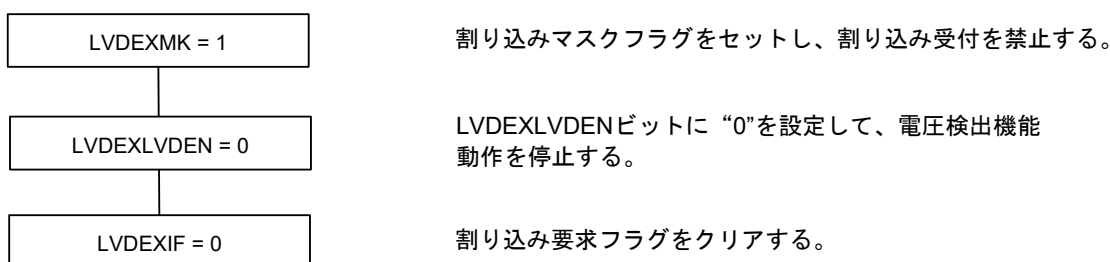 LVDEXMK = 1
割り込みマスクフラグをセットし、割り込み受付を禁止する。
LVDEXLVDEN = 0
LVDEXLVDENビットに“0”を設定して、電圧検出機能
動作を停止する。
LVDEXIF = 0
割り込み要求フラグをクリアする。